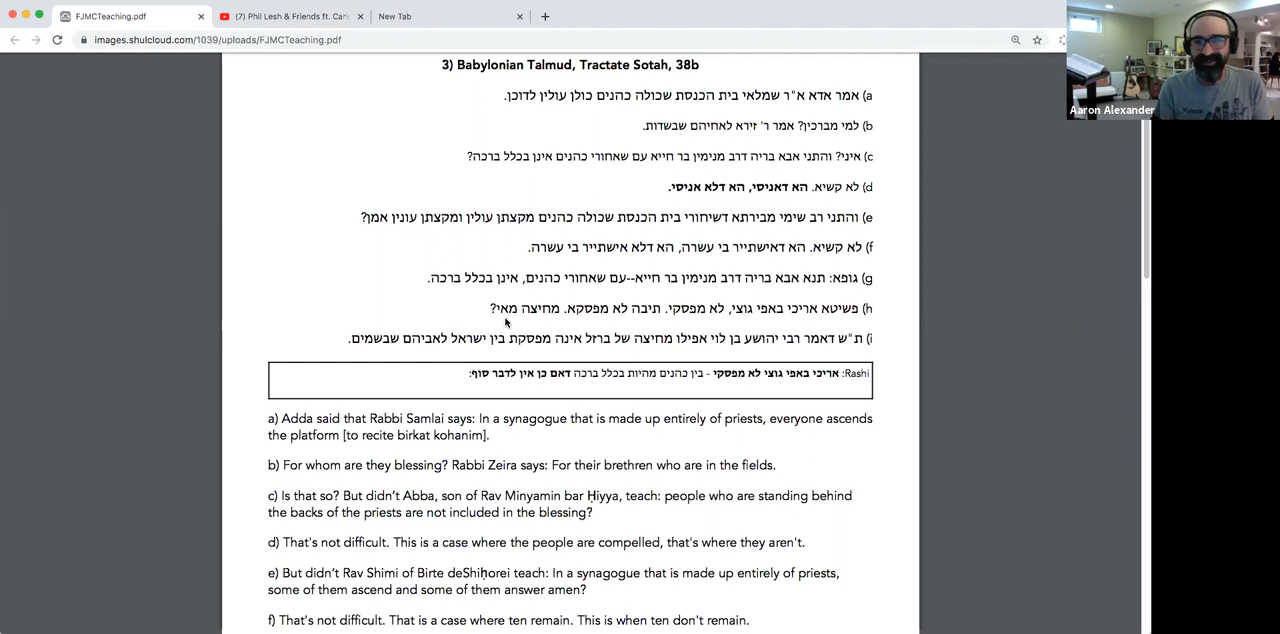 FJMCTeaching.pdf
(7) Phil Lesh & Friends ft. Carl
New Tab
images.shulcloud.com/1039/uploads/FJMCTeaching.pdf
Aaron Alexander
3) Babylonian Talmud, Tractate Sotah, 38b
a) אמר אדא א"ר שמלאי בית הכנסת שכולה כהנים כולן עולין לדוכן.
b) למי מברכין? אמר ר' זירא לאחיהם שבשדות.
c) איני? והתני אבא בריה דרב מנימין בר חייא עם שאחורי כהנים אינן בכלל ברכה?
d) לא קשיא. הא דאניסי, הא דלא אניסי.
e) והתני רב שימי מבירתא דשיחורי בית הכנסת שכולה כהנים מקצתן עולין ומקצתן עונין אמן?
f) לא קשיא. הא דאישתייר בי עשרה, הא דלא אישתייר בי עשרה.
g) גופא: תנא אבא בריה דרב מנימין בר חייא--עם שאחורי כהנים, אינן בכלל ברכה.
h) פשיטא אריכי באפי גוצי, לא מפסקי. תיבה לא מפסקא. מחיצה מאי?
i) ת"ש דאמר רבי יהושע בן לוי אפילו מחיצה של ברזל אינה מפסקת בין ישראל לאביהם שבשמים.
Rashi: אריכי באפי גוצי לא מפסקי - בין כהנים מהיות בכלל ברכה דאם כן אין לדבר סוף:
a) Adda said that Rabbi Samlai says: In a synagogue that is made up entirely of priests, everyone ascends
the platform [to recite birkat kohanim].
b) For whom are they blessing? Rabbi Zeira says: For their brethren who are in the fields.
c) Is that so? But didn't Abba, son of Rav Minyamin bar Ḥiyya, teach: people who are standing behind
the backs of the priests are not included in the blessing?
d) That's not difficult. This is a case where the people are compelled, that's where they aren't.
e) But didn't Rav Shimi of Birte deShiḥorei teach: In a synagogue that is made up entirely of priests,
some of them ascend and some of them answer amen?
f) That's not difficult. That is a case where ten remain. This is when ten don't remain.